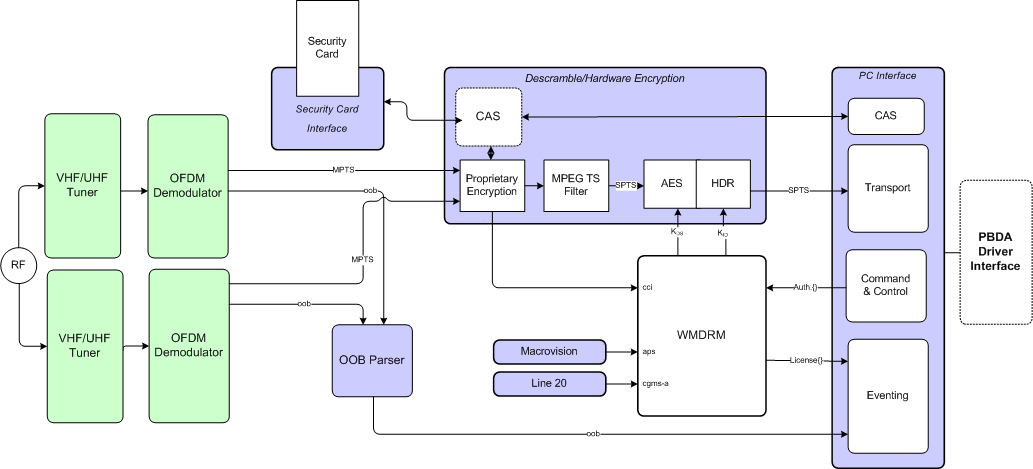 Security
Card
Security Card
Interface
Descramble/Hardware Encryption
PC Interface
CAS
CAS
VHF/UHF
Tuner
OFDM
Demodulator
MPTS
oob
Proprietary
Encryption
MPEG TS
Filter
SPTS
AES
HDR
SPTS
Transport
RF
MPTS
KDS
KID
PBDA
Driver
Interface
VHF/UHF
Tuner
OFDM
Demodulator
oob
cci
Auth.{}
Command
& Control
OOB Parser
WMDRM
Macrovision
aps
License{}
Line 20
cgms-a
Eventing
oob